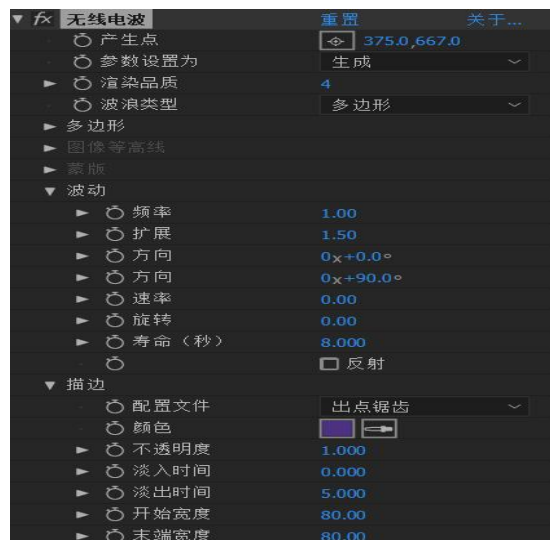 fx 无线电波 重置 关于...
产生点 375.0,667.0
参数设置为 生成
渲染品质 4
波浪类型 多边形
多边形
图像等高线
蒙版
波动
频率 1.00
扩展 1.50
方向 0x+0.0°
方向 0x+90.0°
速率 0.00
旋转 0.00
寿命（秒） 8.000
反射
描边
配置文件 出点锯齿
颜色
不透明度 1.000
淡入时间 0.000
淡出时间 5.000
开始宽度 80.00
末端宽度 80.00